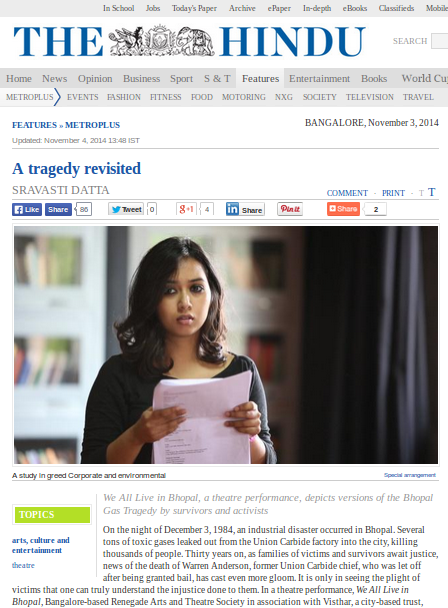 In School Jobs Today's Paper Archive ePaper In-depth eBooks Classifieds Mobile
THE HINDU
SEARCH
Home News Opinion Business Sport S & T Features Entertainment Books World Cu
METROPLUS EVENTS FASHION FITNESS FOOD MOTORING NXG SOCIETY TELEVISION TRAVEL
FEATURES » METROPLUS
BANGALORE, November 3, 2014
Updated: November 4, 2014 13:48 IST
A tragedy revisited
SRAVASTI DATTA
COMMENT · PRINT · T T
Like Share 86 Tweet 0 g+1 4 in Share Pin it Share 2
A study in greed Corporate and environmental
Special arrangement
We All Live in Bhopal, a theatre performance, depicts versions of the Bhopal
Gas Tragedy by survivors and activists
TOPICS
arts, culture and
entertainment
theatre
On the night of December 3, 1984, an industrial disaster occurred in Bhopal. Several
tons of toxic gases leaked out from the Union Carbide factory into the city, killing
thousands of people. Thirty years on, as families of victims and survivors await justice,
news of the death of Warren Anderson, former Union Carbide chief, who was let off
after being granted bail, has cast even more gloom. It is only in seeing the plight of
victims that one can truly understand the injustice done to them. In a performance, We All Live in
Bhopal, Bangalore-based Renegade Arts and Theatre Society in association with Visthar, a city-based trust,